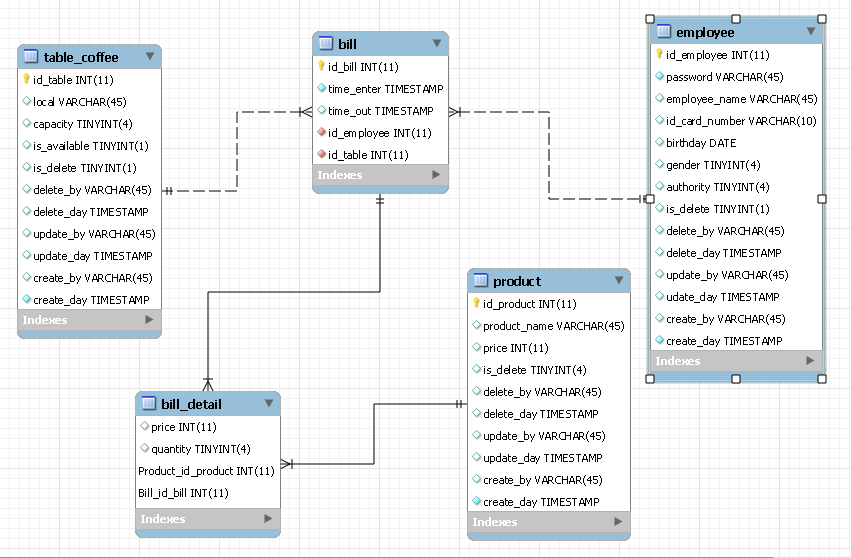 table_coffee
id_table INT(11)
local VARCHAR(45)
capacity TINYINT(4)
is_available TINYINT(1)
is_delete TINYINT(1)
delete_by VARCHAR(45)
delete_day TIMESTAMP
update_by VARCHAR(45)
update_day TIMESTAMP
create_by VARCHAR(45)
create_day TIMESTAMP
Indexes
bill
id_bill INT(11)
time_enter TIMESTAMP
time_out TIMESTAMP
id_employee INT(11)
id_table INT(11)
Indexes
employee
id_employee INT(11)
password VARCHAR(45)
employee_name VARCHAR(45)
id_card_number VARCHAR(10)
birthday DATE
gender TINYINT(4)
authority TINYINT(4)
is_delete TINYINT(1)
delete_by VARCHAR(45)
delete_day TIMESTAMP
update_by VARCHAR(45)
udate_day TIMESTAMP
create_by VARCHAR(45)
create_day TIMESTAMP
Indexes
product
id_product INT(11)
product_name VARCHAR(45)
price INT(11)
is_delete TINYINT(4)
delete_by VARCHAR(45)
delete_day TIMESTAMP
update_by VARCHAR(45)
update_day TIMESTAMP
create_by VARCHAR(45)
create_day TIMESTAMP
Indexes
bill_detail
price INT(11)
quantity TINYINT(4)
Product_id_product INT(11)
Bill_id_bill INT(11)
Indexes